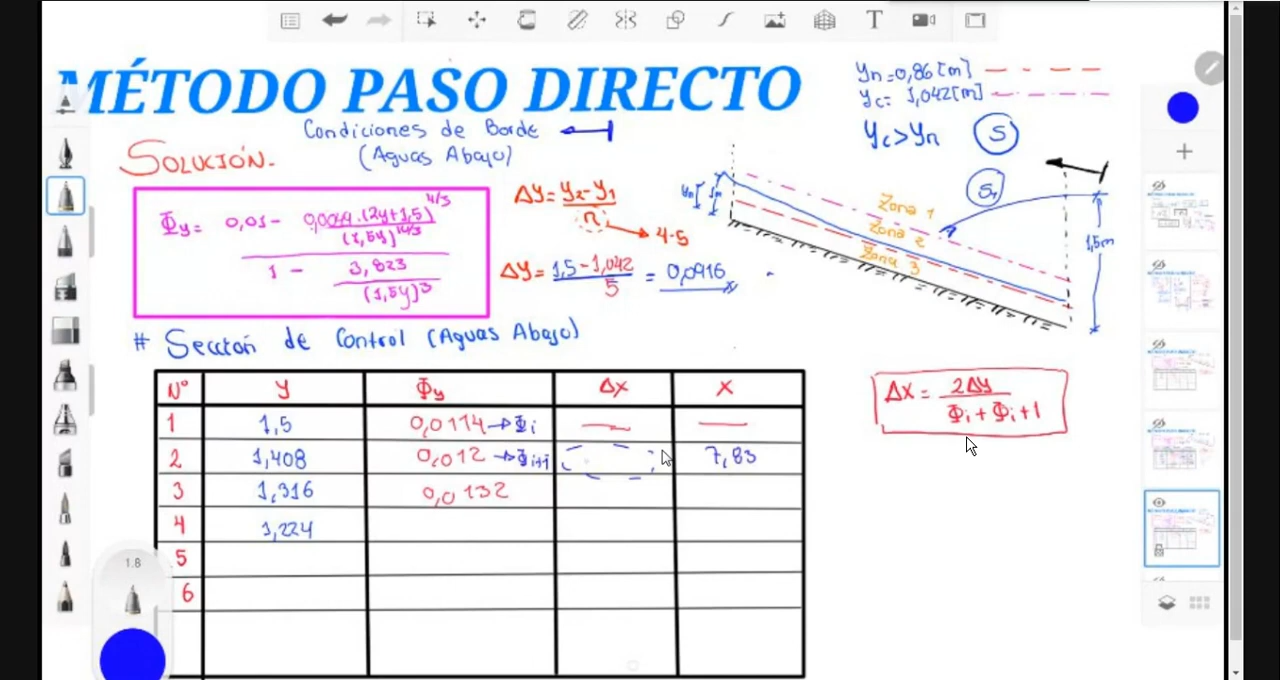 MÉTODO PASO DIRECTO
Yn=0,86[m]
Yc= 1,042[m]
Yc>Yn S
Condiciones de Borde
(Aguas Abajo)
SOLUCIÓN.
Φy= 0,01- 0,0044.(2y+1,5)^4/3
(1,5y)
1 - 3,823
(1,5y)^3
ΔY= Y2-Y1
n
4-5
ΔY= 1,5-1,042 = 0,0916
5
Zona 1
Zona 2
Zona 3
S1
1,5m
# Sección de Control (Aguas Abajo)
N° Y Φy ΔX X
1 1,5 0,0114→Φi
2 1,408 0,012→Φi+1 7,83
3 1,316 0,0132
4 1,224
5
6
ΔX= 2ΔY
Φi+Φi+1
1.8
T